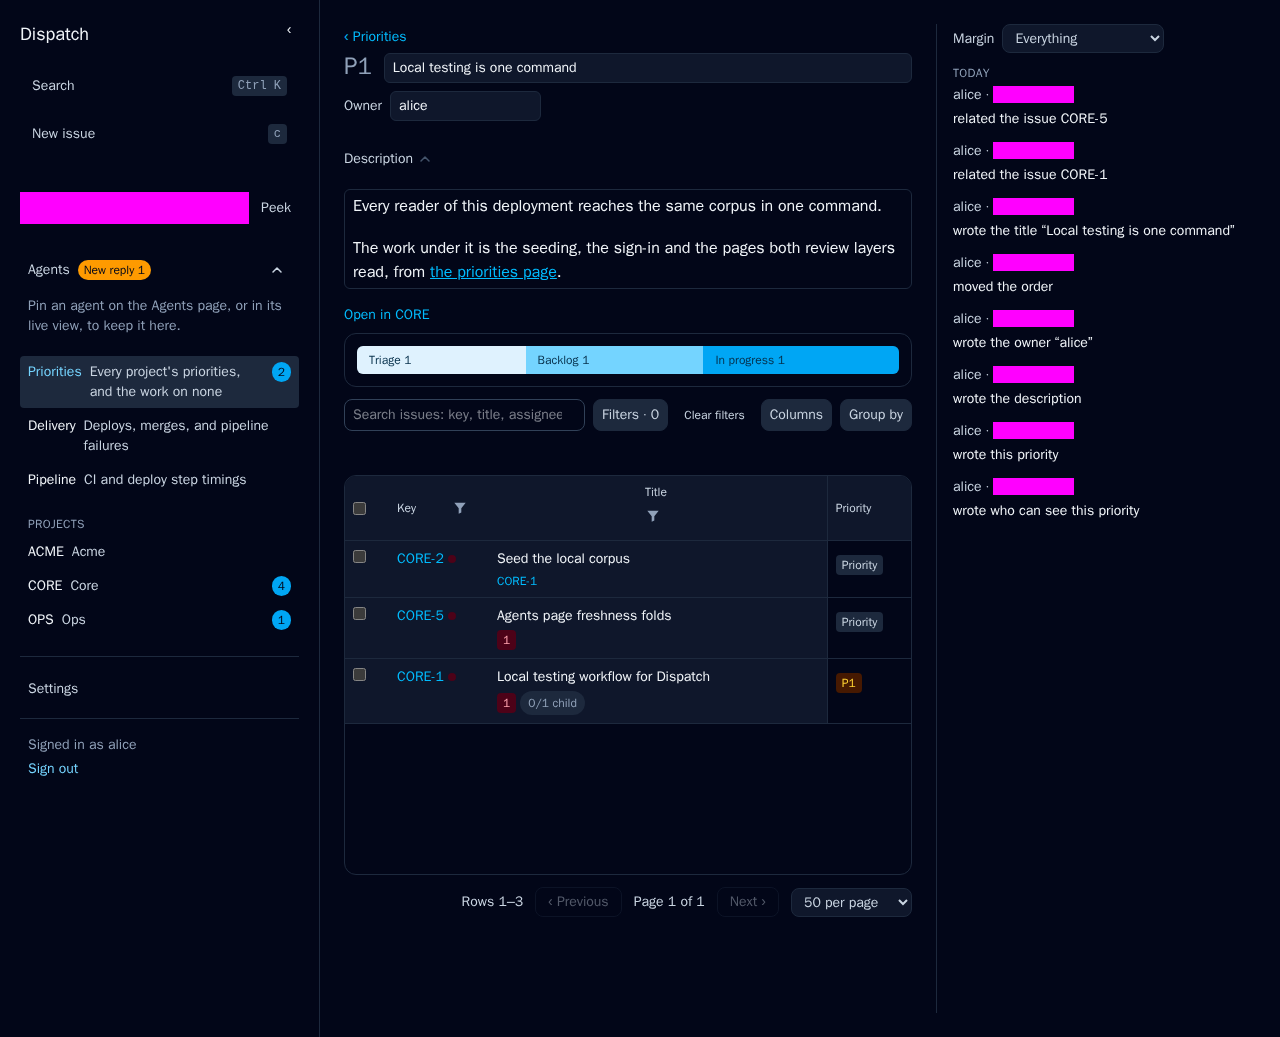 Dispatch
‹
Search
Ctrl K
New issue
C
Peek
Agents
New reply 1
Pin an agent on the Agents page, or in its
live view, to keep it here.
Priorities
Every project's priorities,
and the work on none
2
Delivery
Deploys, merges, and pipeline
failures
Pipeline
CI and deploy step timings
PROJECTS
ACME Acme
CORE Core
4
OPS Ops
1
Settings
Signed in as alice
Sign out
‹ Priorities
P1
Local testing is one command
Owner
alice
Description
Every reader of this deployment reaches the same corpus in one command.
The work under it is the seeding, the sign-in and the pages both review layers
read, from the priorities page.
Open in CORE
Triage 1
Backlog 1
In progress 1
Search issues: key, title, assignee
Filters · 0
Clear filters
Columns
Group by
Key
Title
Priority
CORE-2
Seed the local corpus
CORE-1
Priority
CORE-5
Agents page freshness folds
1
Priority
CORE-1
Local testing workflow for Dispatch
1
0/1 child
P1
Rows 1–3
‹ Previous
Page 1 of 1
Next ›
50 per page
Margin
Everything
TODAY
alice ·
related the issue CORE-5
alice ·
related the issue CORE-1
alice ·
wrote the title “Local testing is one command”
alice ·
moved the order
alice ·
wrote the owner “alice”
alice ·
wrote the description
alice ·
wrote this priority
alice ·
wrote who can see this priority